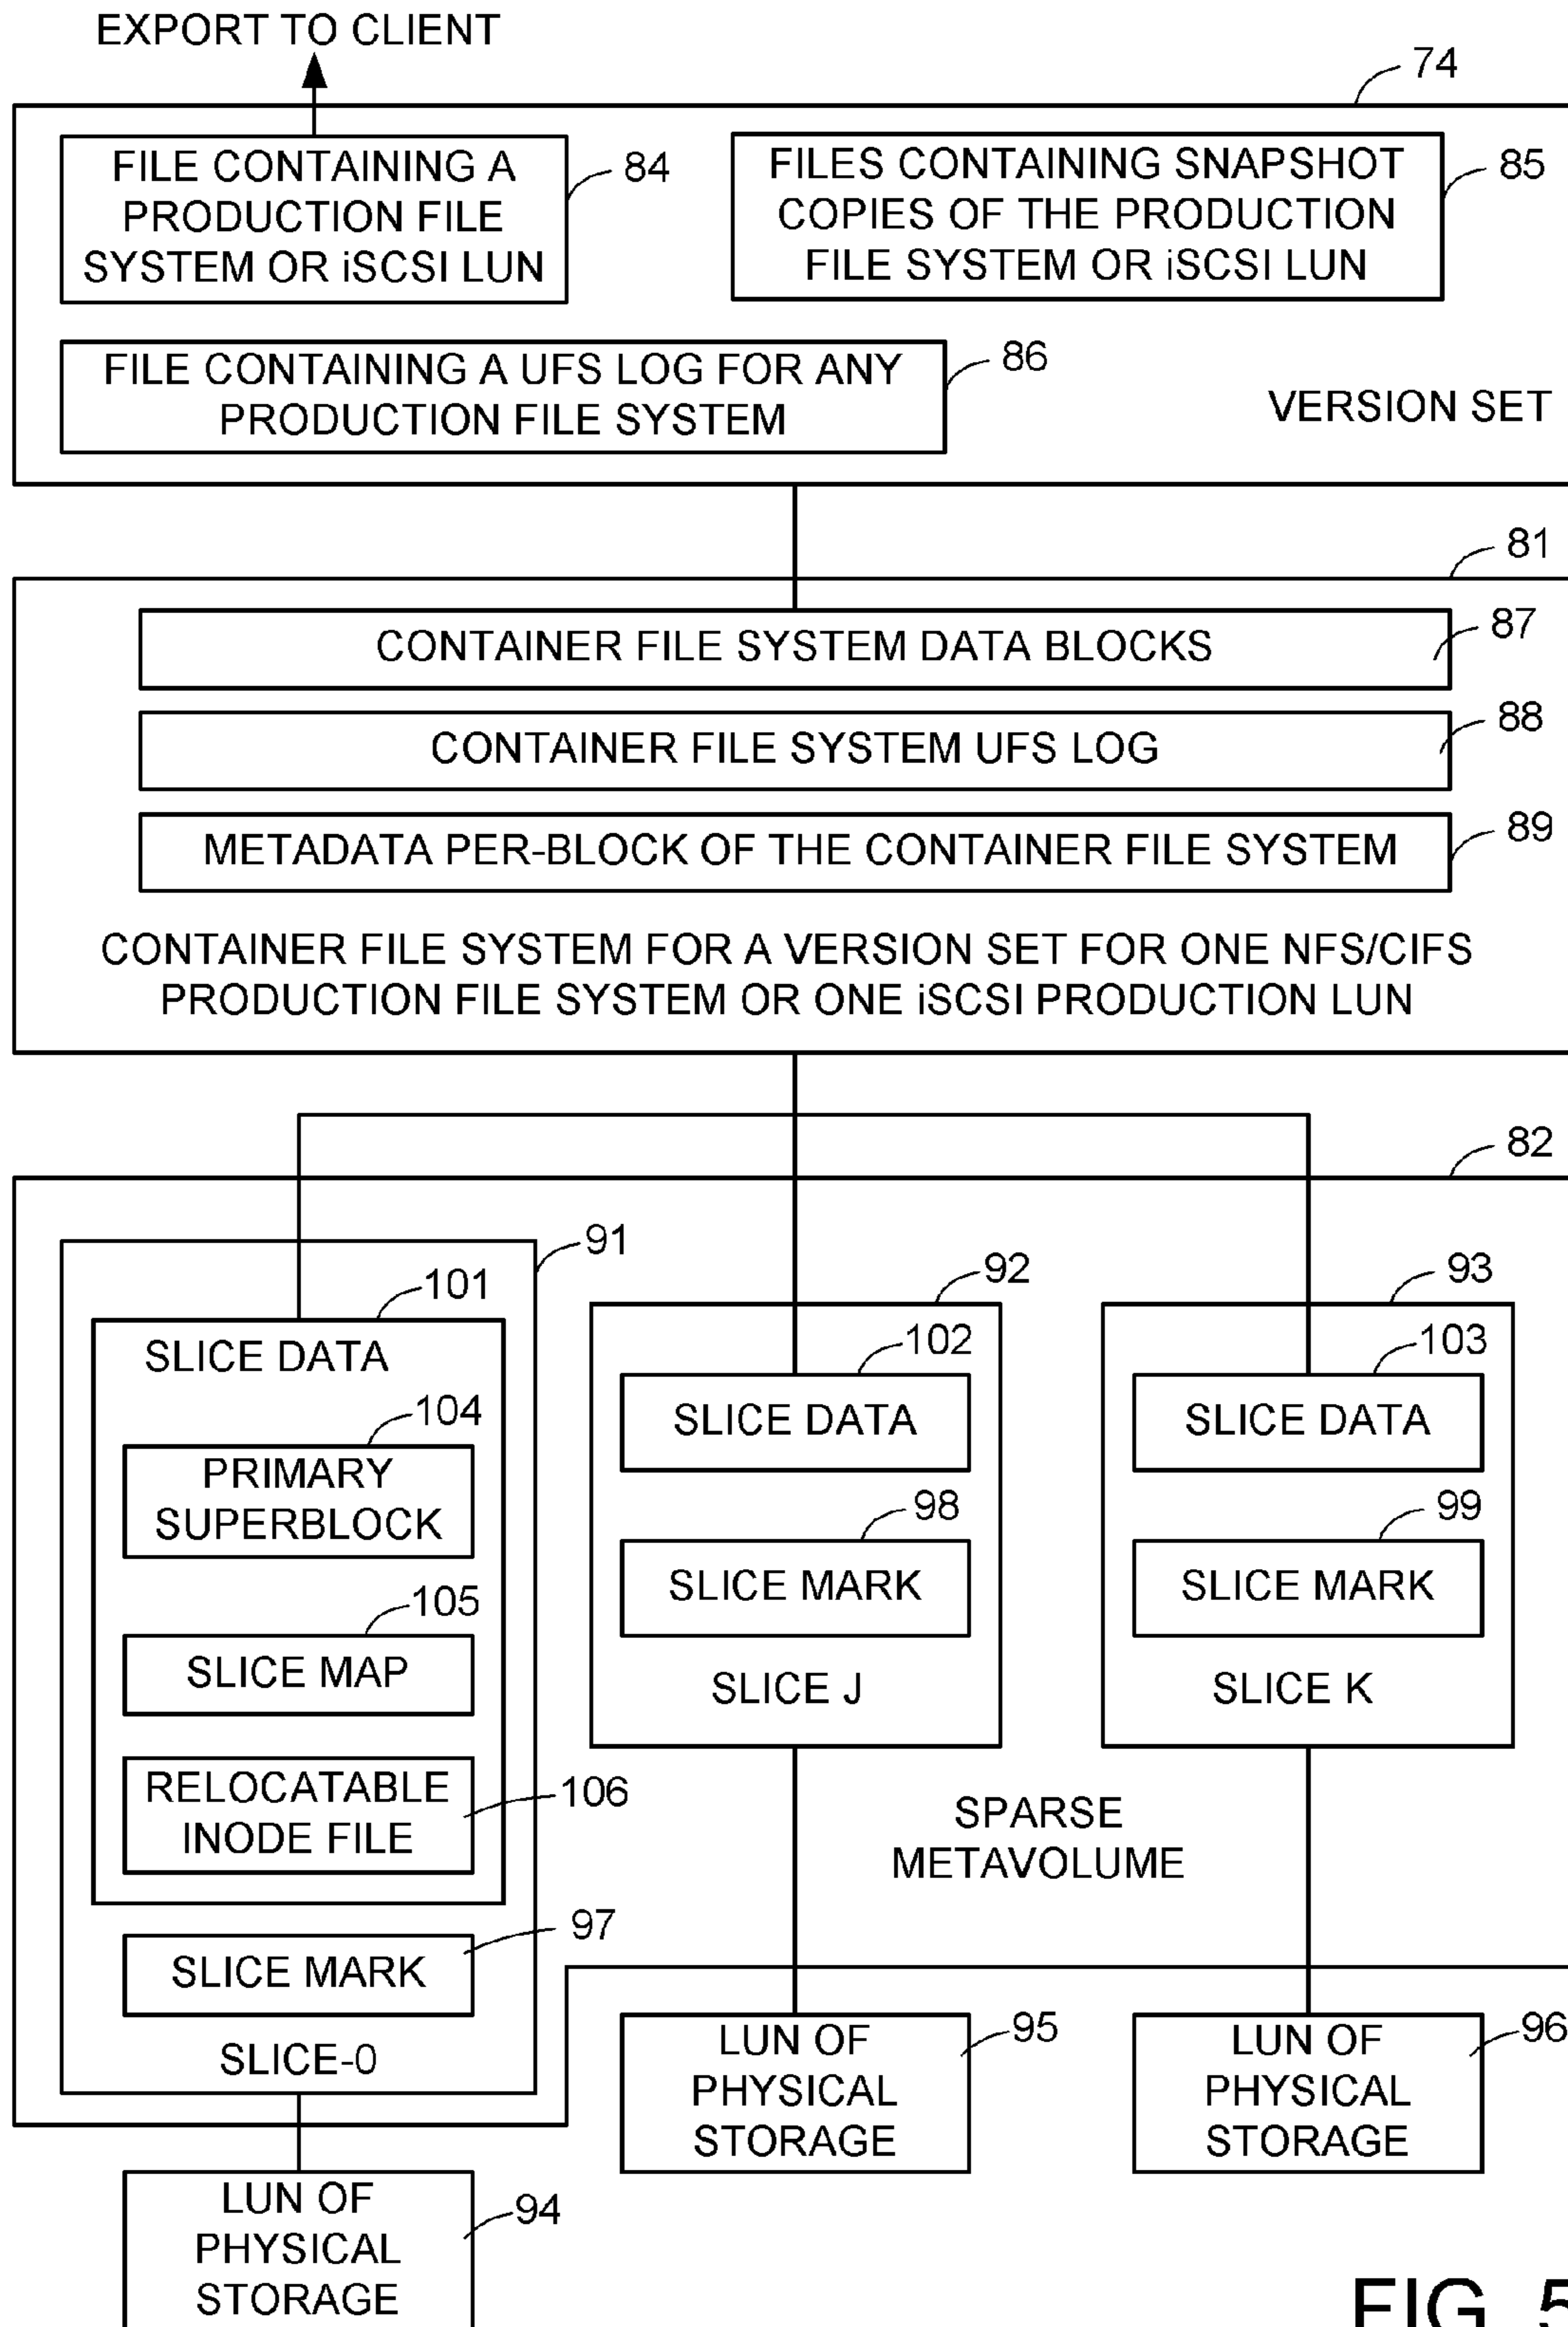 EXPORT TO CLIENT
74
FILE CONTAINING A
PRODUCTION FILE
SYSTEM OR iSCSI LUN
84
FILES CONTAINING SNAPSHOT
COPIES OF THE PRODUCTION
FILE SYSTEM OR iSCSI LUN
85
FILE CONTAINING A UFS LOG FOR ANY
PRODUCTION FILE SYSTEM
86
VERSION SET
81
CONTAINER FILE SYSTEM DATA BLOCKS
87
CONTAINER FILE SYSTEM UFS LOG
88
METADATA PER-BLOCK OF THE CONTAINER FILE SYSTEM
89
CONTAINER FILE SYSTEM FOR A VERSION SET FOR ONE NFS/CIFS
PRODUCTION FILE SYSTEM OR ONE iSCSI PRODUCTION LUN
82
91
101
SLICE DATA
104
PRIMARY
SUPERBLOCK
105
SLICE MAP
RELOCATABLE
INODE FILE
106
97
SLICE MARK
SLICE-0
92
102
SLICE DATA
98
SLICE MARK
SLICE J
93
103
SLICE DATA
99
SLICE MARK
SLICE K
SPARSE
METAVOLUME
LUN OF
PHYSICAL
STORAGE
95
LUN OF
PHYSICAL
STORAGE
96
LUN OF
PHYSICAL
STORAGE
94
FIG. 5